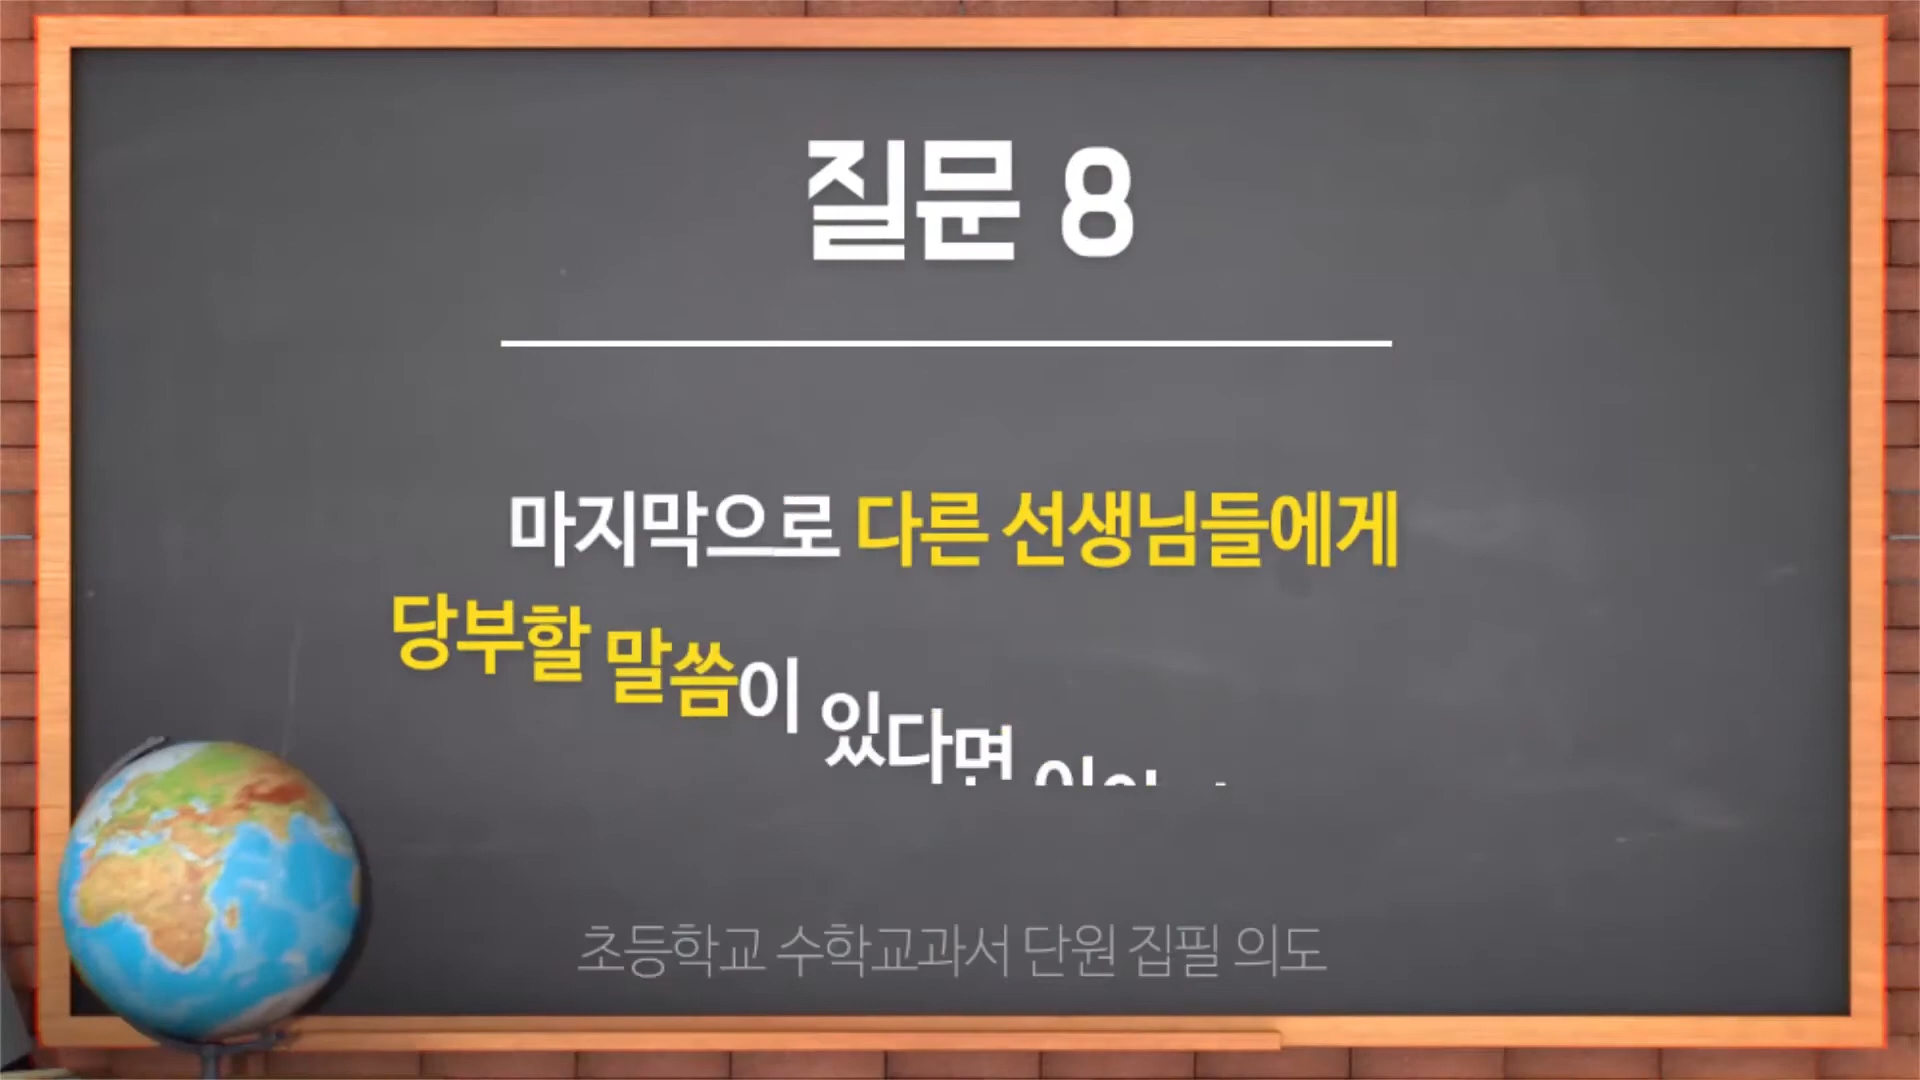 질문 8
마지막으로 다른 선생님들에게
당부할 말씀이 있다면
초등학교 수학교과서 단원 집필 의도